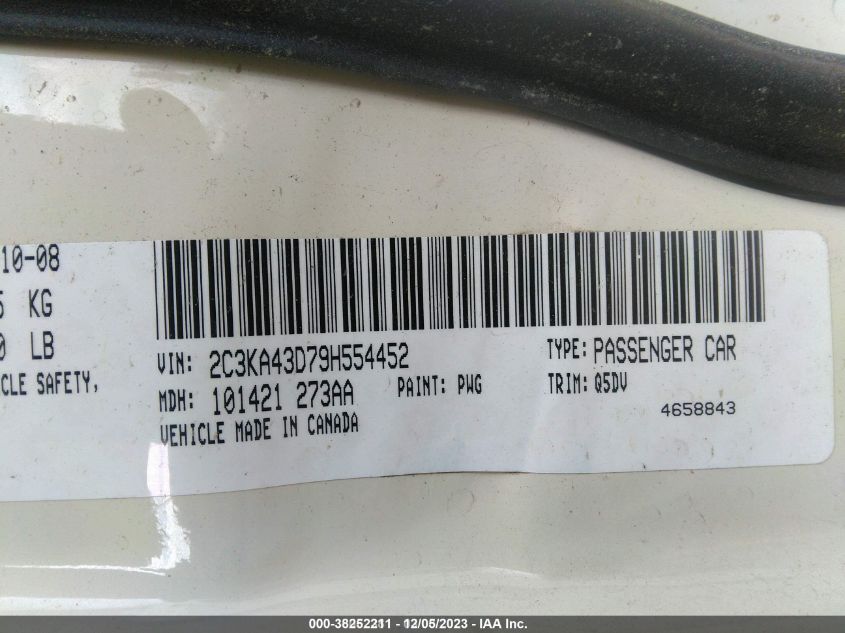 10-08
5 KG
0 LB
CLE SAFETY,
VIN: 2C3KA43D79H554452
TYPE: PASSENGER CAR
MDH: 101421 273AA
PAINT: PWG
TRIM: Q5DV
VEHICLE MADE IN CANADA
4658843
000-38252211 - 12/05/2023 - IAA Inc.